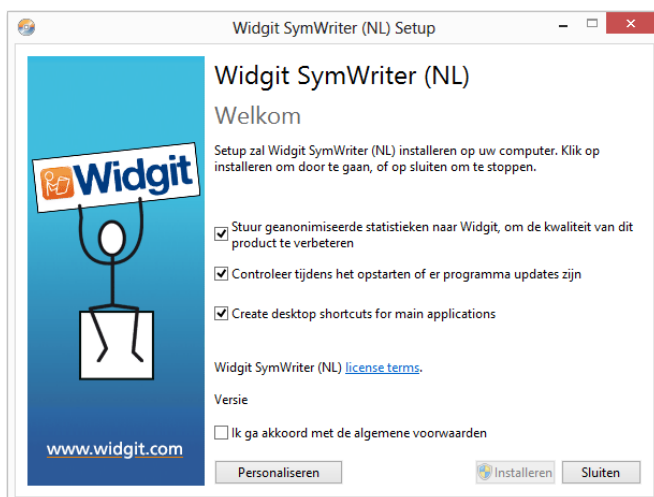 Widgit SymWriter (NL) Setup
Widgit SymWriter (NL)
Welkom
Setup zal Widgit SymWriter (NL) installeren op uw computer. Klik op
installeren om door te gaan, of op sluiten om te stoppen.
Widgit
Stuur geanonimiseerde statistieken naar Widgit, om de kwaliteit van dit
product te verbeteren
Controleer tijdens het opstarten of er programma updates zijn
Create desktop shortcuts for main applications
Widgit SymWriter (NL) license terms.
Versie
Ik ga akkoord met de algemene voorwaarden
www.widgit.com
Personaliseren
Installeren
Sluiten